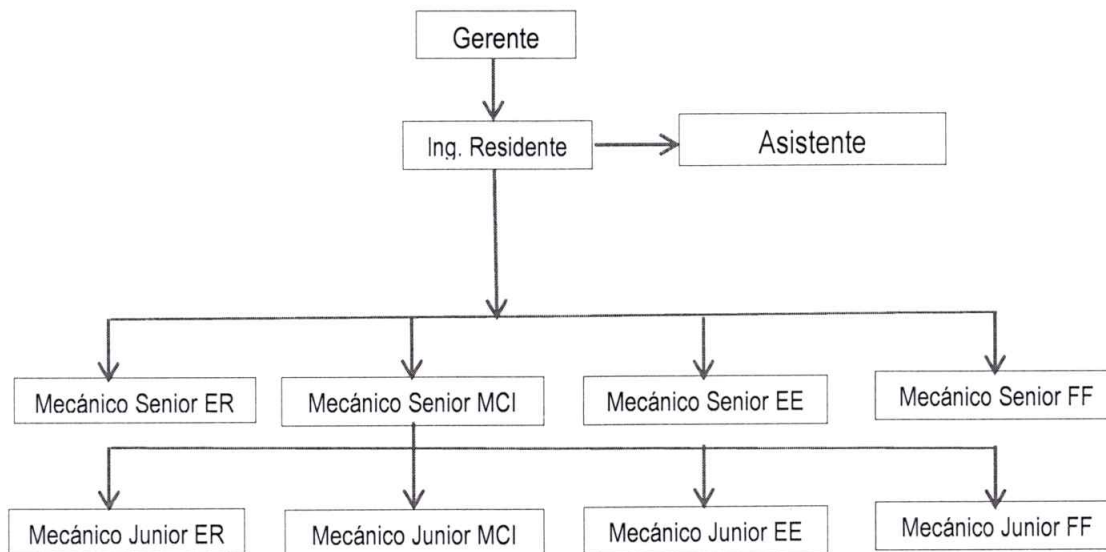 Gerente
Ing. Residente
Asistente
Mecánico Senior ER
Mecánico Senior MCI
Mecánico Senior EE
Mecánico Senior FF
Mecánico Junior ER
Mecánico Junior MCI
Mecánico Junior EE
Mecánico Junior FF